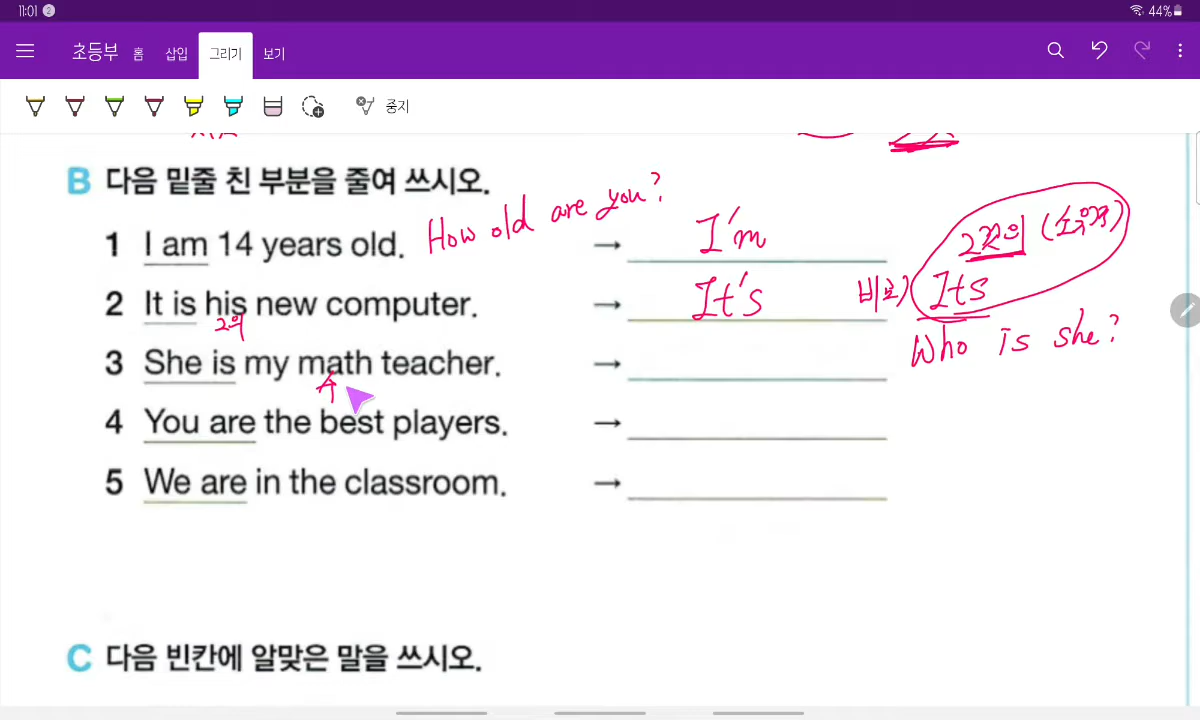 11:01 2 44%
초등부 홈 삽입 그리기 보기
중지
B 다음 밑줄 친 부분을 줄여 쓰시오.
How old are you?
1 I am 14 years old. → I'm
그것의 (소유격)
2 It is his new computer. → It's
비교) Its
그의
Who is she?
3 She is my math teacher. →
수
4 You are the best players. →
5 We are in the classroom. →
C 다음 빈칸에 알맞은 말을 쓰시오.